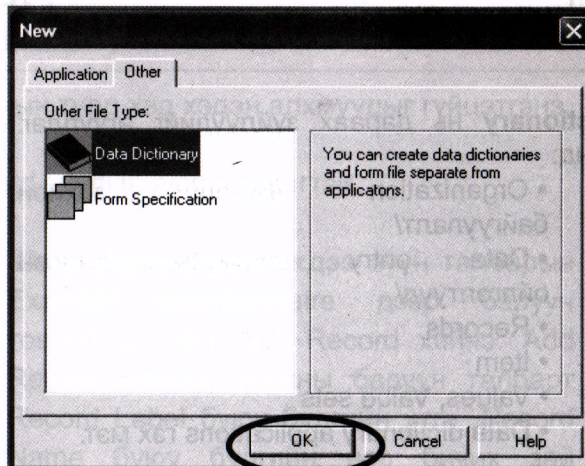 New
Application Other
Other File Type:
Data Dictionary
Form Specification
You can create data dictionaries
and form file separate from
applicatons.
OK Cancel Help